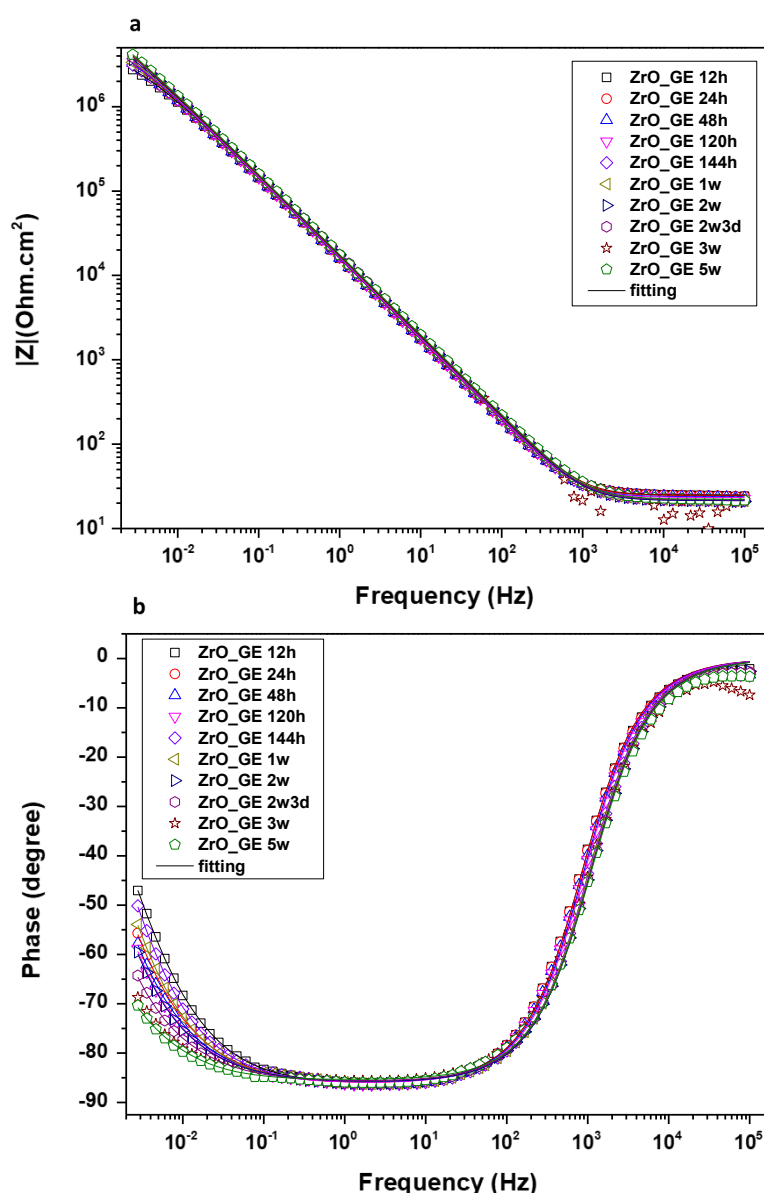 a
10⁶
10⁵
10⁴
10³
10²
10¹
|Z|(Ohm.cm²)
ZrO_GE 12h
ZrO_GE 24h
ZrO_GE 48h
ZrO_GE 120h
ZrO_GE 144h
ZrO_GE 1w
ZrO_GE 2w
ZrO_GE 2w3d
ZrO_GE 3w
ZrO_GE 5w
fitting
10⁻² 10⁻¹ 10⁰ 10¹ 10² 10³ 10⁴ 10⁵
Frequency (Hz)
b
0
-10
-20
-30
-40
-50
-60
-70
-80
-90
Phase (degree)
ZrO_GE 12h
ZrO_GE 24h
ZrO_GE 48h
ZrO_GE 120h
ZrO_GE 144h
ZrO_GE 1w
ZrO_GE 2w
ZrO_GE 2w3d
ZrO_GE 3w
ZrO_GE 5w
fitting
10⁻² 10⁻¹ 10⁰ 10¹ 10² 10³ 10⁴ 10⁵
Frequency (Hz)